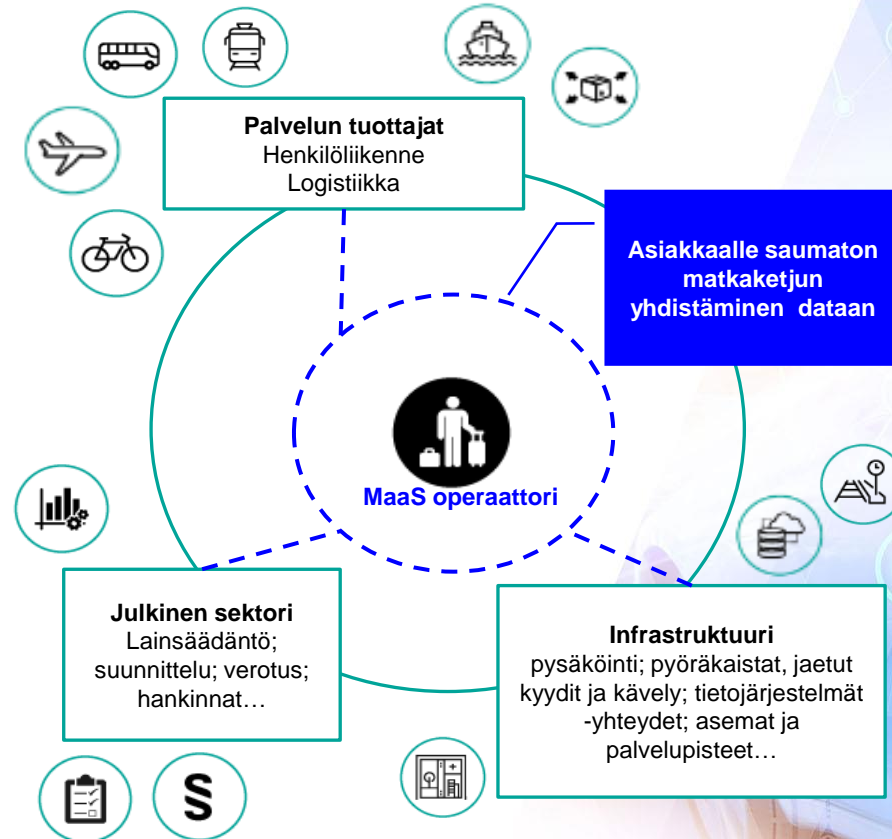 Palvelun tuottajat
Henkilöliikenne
Logistiikka
Asiakkaalle saumaton
matkaketjun
yhdistäminen dataan
MaaS operaattori
Julkinen sektori
Lainsäädäntö;
suunnittelu; verotus;
hankinnat…
Infrastruktuuri
pysäköinti; pyöräkaistat, jaetut
kyydit ja kävely; tietojärjestelmät
-yhteydet; asemat ja
palvelupisteet…
§